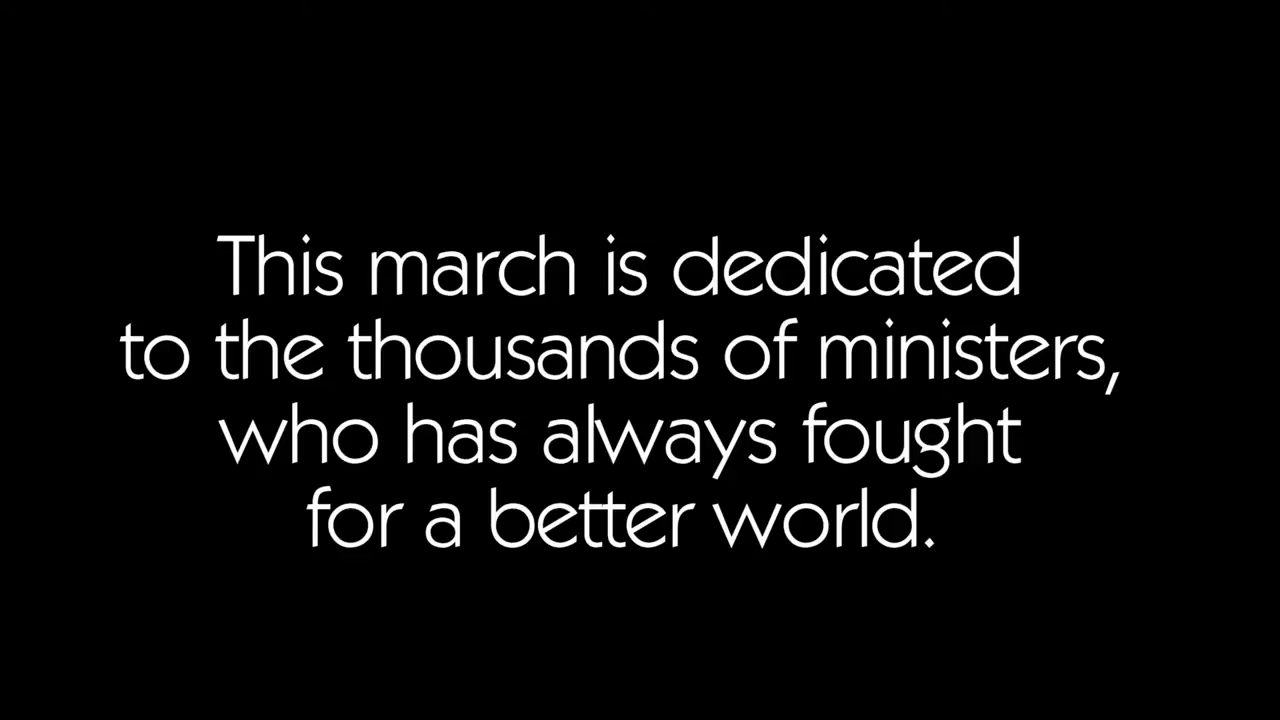 This march is dedicated
to the thousands of ministers,
who has always fought
for a better world.